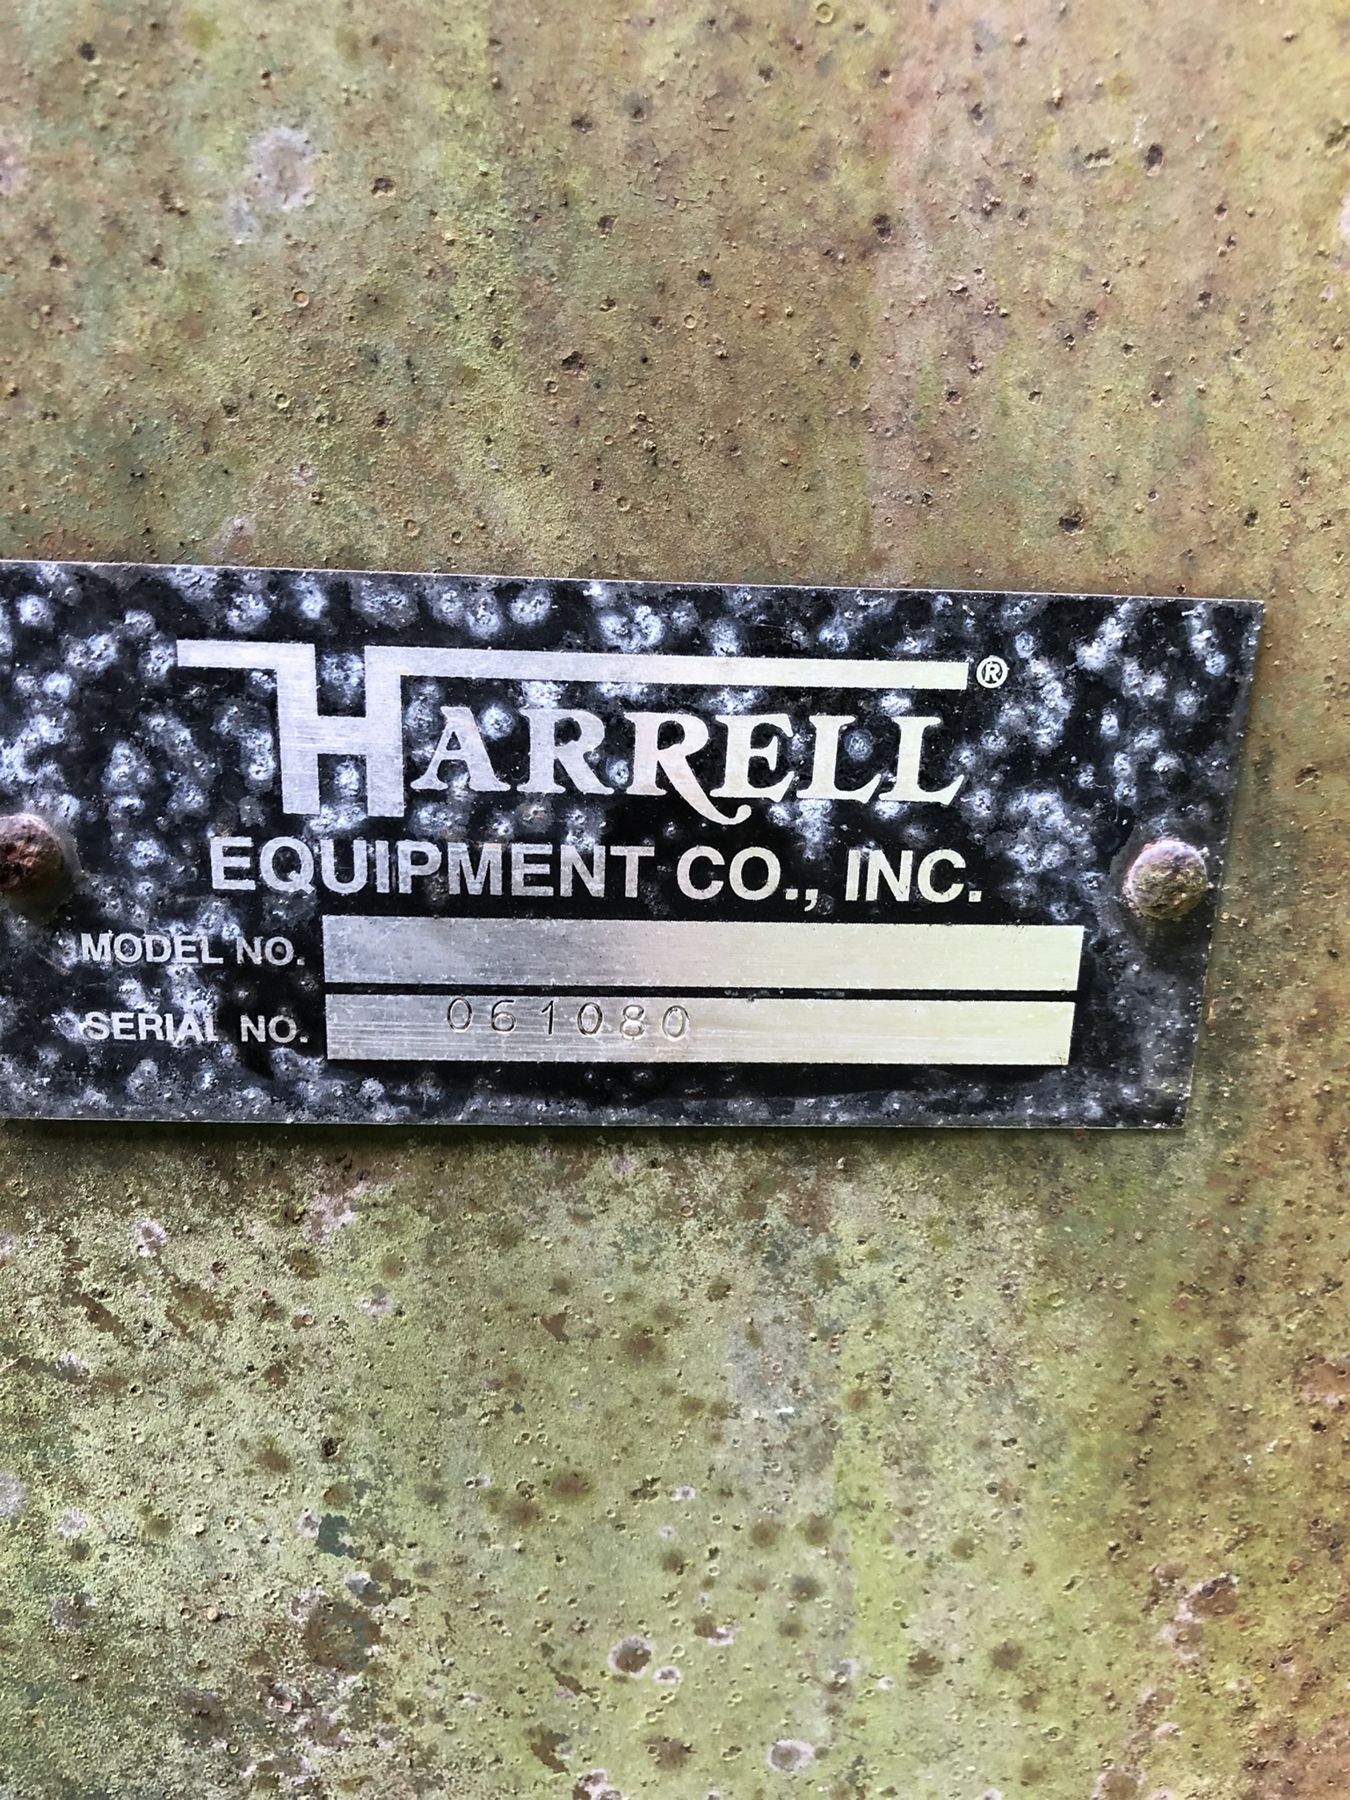 HARRELL®
EQUIPMENT CO., INC.
MODEL NO.
SERIAL NO. 061080